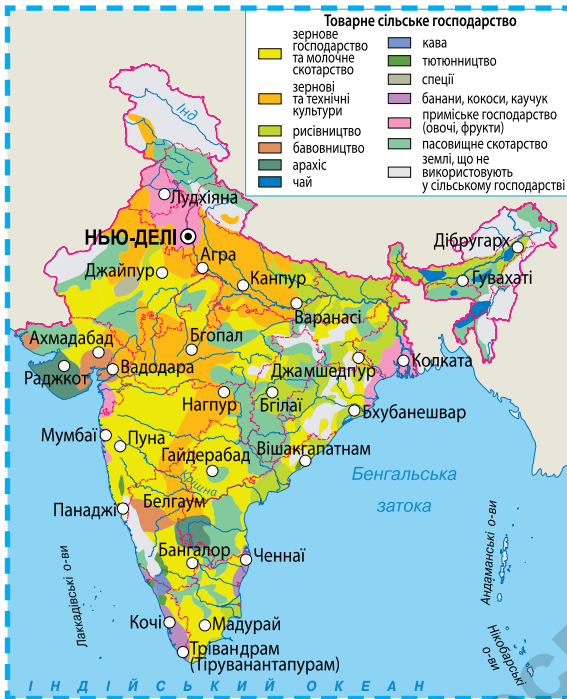 Товарне сільське господарство
зернове
господарство
та молочне
скотарство
зернові
та технічні
культури
рисівництво
бавовництво
арахіс
чай
кава
тютюнництво
спеції
банани, кокоси, каучук
приміське господарство
(овочі, фрукти)
пасовищне скотарство
землі, що не
використовують
у сільському господарстві
Інд
Лудхіяна
НЬЮ-ДЕЛІ
Дібругарх
Агра
Джайпур
Канпур
Гувахаті
Варанасі
Ахмадабад
Бгопал
Раджкот
Вадодара
Джамшедпур
Колката
Нагпур
Бгілаї
Бхубанешвар
Мумбаї
Пуна
Вішакгапатнам
Гайдерабад
Бенгальська
затока
Крішна
Панаджі
Белгаум
Бангалор
Ченнаї
Андаманські о-ви
Лаккадівські о-ви
Кочі
Мадурай
Нікобарські
о-ви
Трівандрам
(Тіруванантапурам)
ІНДІЙСЬКИЙ ОКЕАН